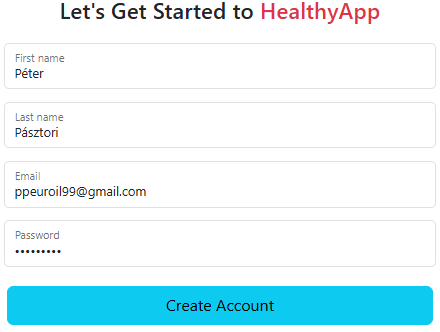 Let's Get Started to HealthyApp
First name
Péter
Last name
Pásztori
Email
ppeuroil99@gmail.com
Password
•••••••••
Create Account